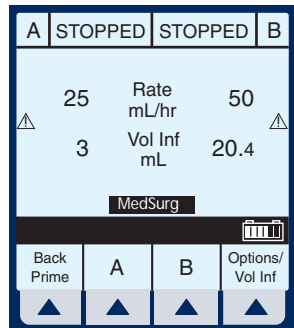 A STOPPED STOPPED B
25 Rate mL/hr 50
3 Vol Inf mL 20.4
MedSurg
Back Prime A B Options/ Vol Inf